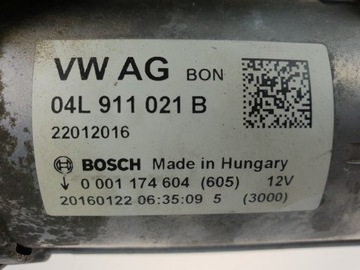 VW AG BON
04L 911 021 B
22012016
BOSCH Made in Hungary
↓ 0 001 174 604 (605) 12V
20160122 06:35:09 5 (3000)